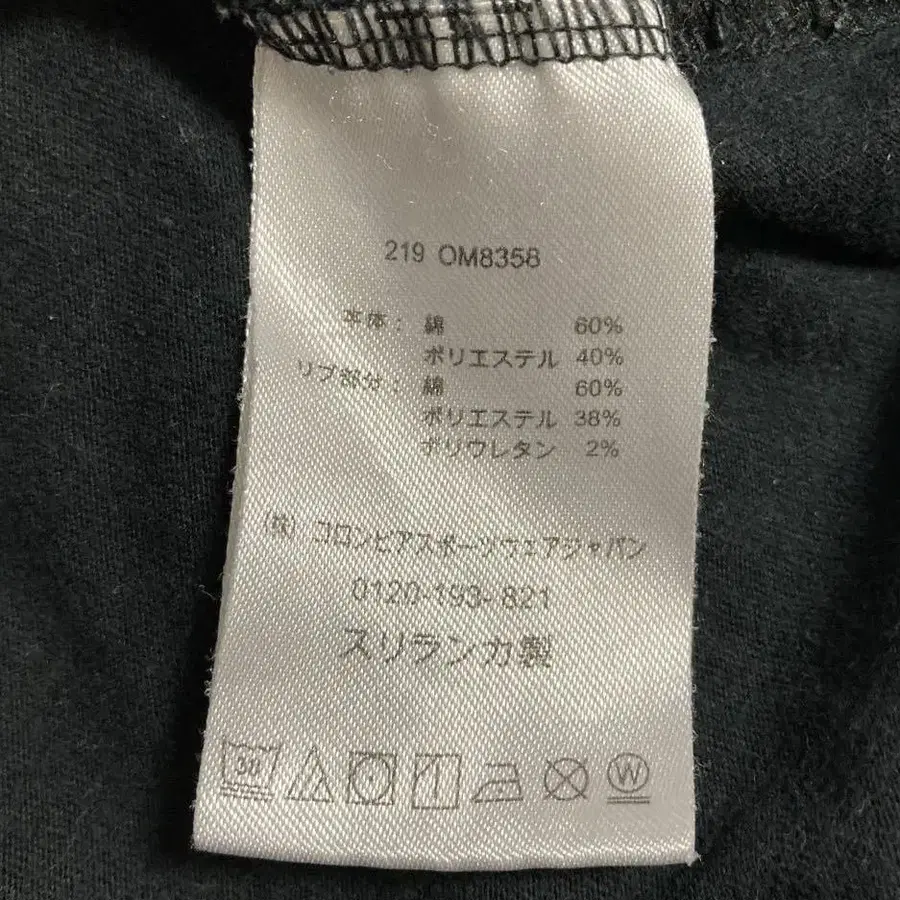 219 OM8356
本体: 綿 60%
ポリエステル 40%
リブ部分: 綿 60%
ポリエステル 38%
ポリウレタン 2%
(株) コロンビアスポーツウェアジャパン
0120-193-821
スリランカ製
30
W